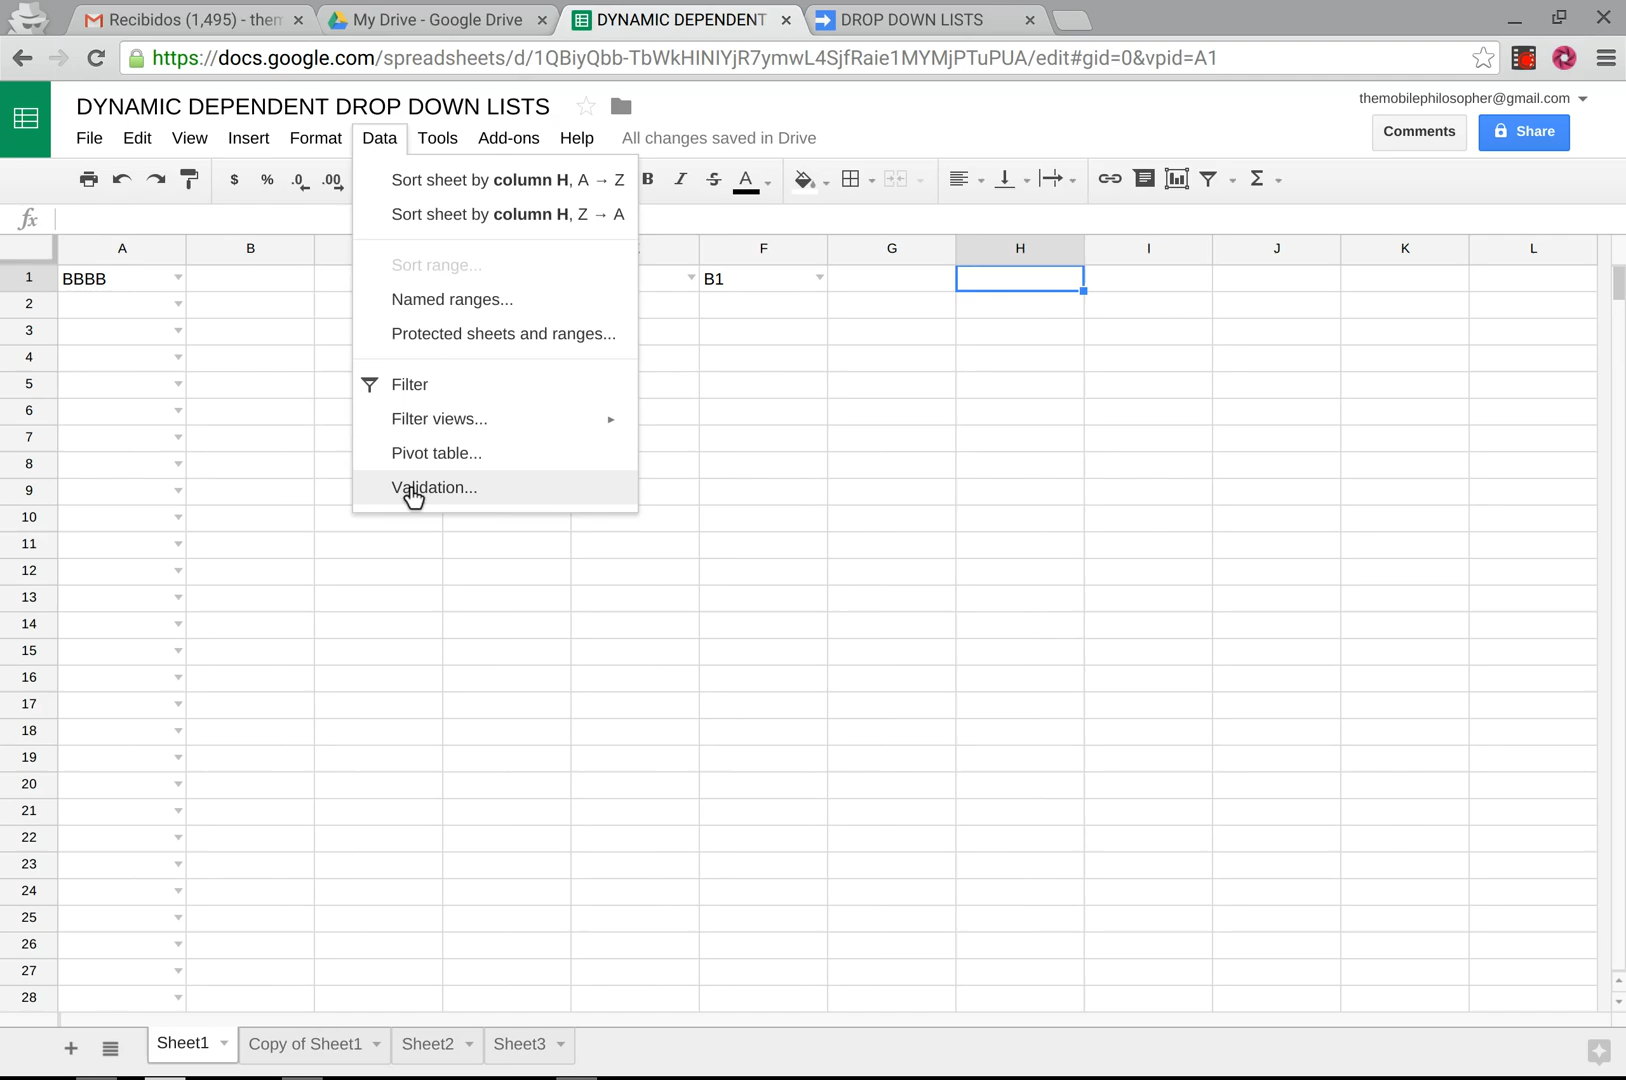 Recibidos (1,495) - them
My Drive - Google Drive
DYNAMIC DEPENDENT
DROP DOWN LISTS
https://docs.google.com/spreadsheets/d/1QBiyQbb-TbWkHINIYjR7ymwL4SjfRaie1MYMjPTuPUA/edit#gid=0&vpid=A1
DYNAMIC DEPENDENT DROP DOWN LISTS
themobilephilosopher@gmail.com
File Edit View Insert Format Data Tools Add-ons Help All changes saved in Drive
Comments
Share
$ % .0 .00 B I S A Σ
Sort sheet by column H, A → Z
Sort sheet by column H, Z → A
Sort range...
Named ranges...
Protected sheets and ranges...
Filter
Filter views...
Pivot table...
Validation...
fx
A B F G H I J K L
1 BBBB B1
2
3
4
5
6
7
8
9
10
11
12
13
14
15
16
17
18
19
20
21
22
23
24
25
26
27
28
Sheet1 Copy of Sheet1 Sheet2 Sheet3